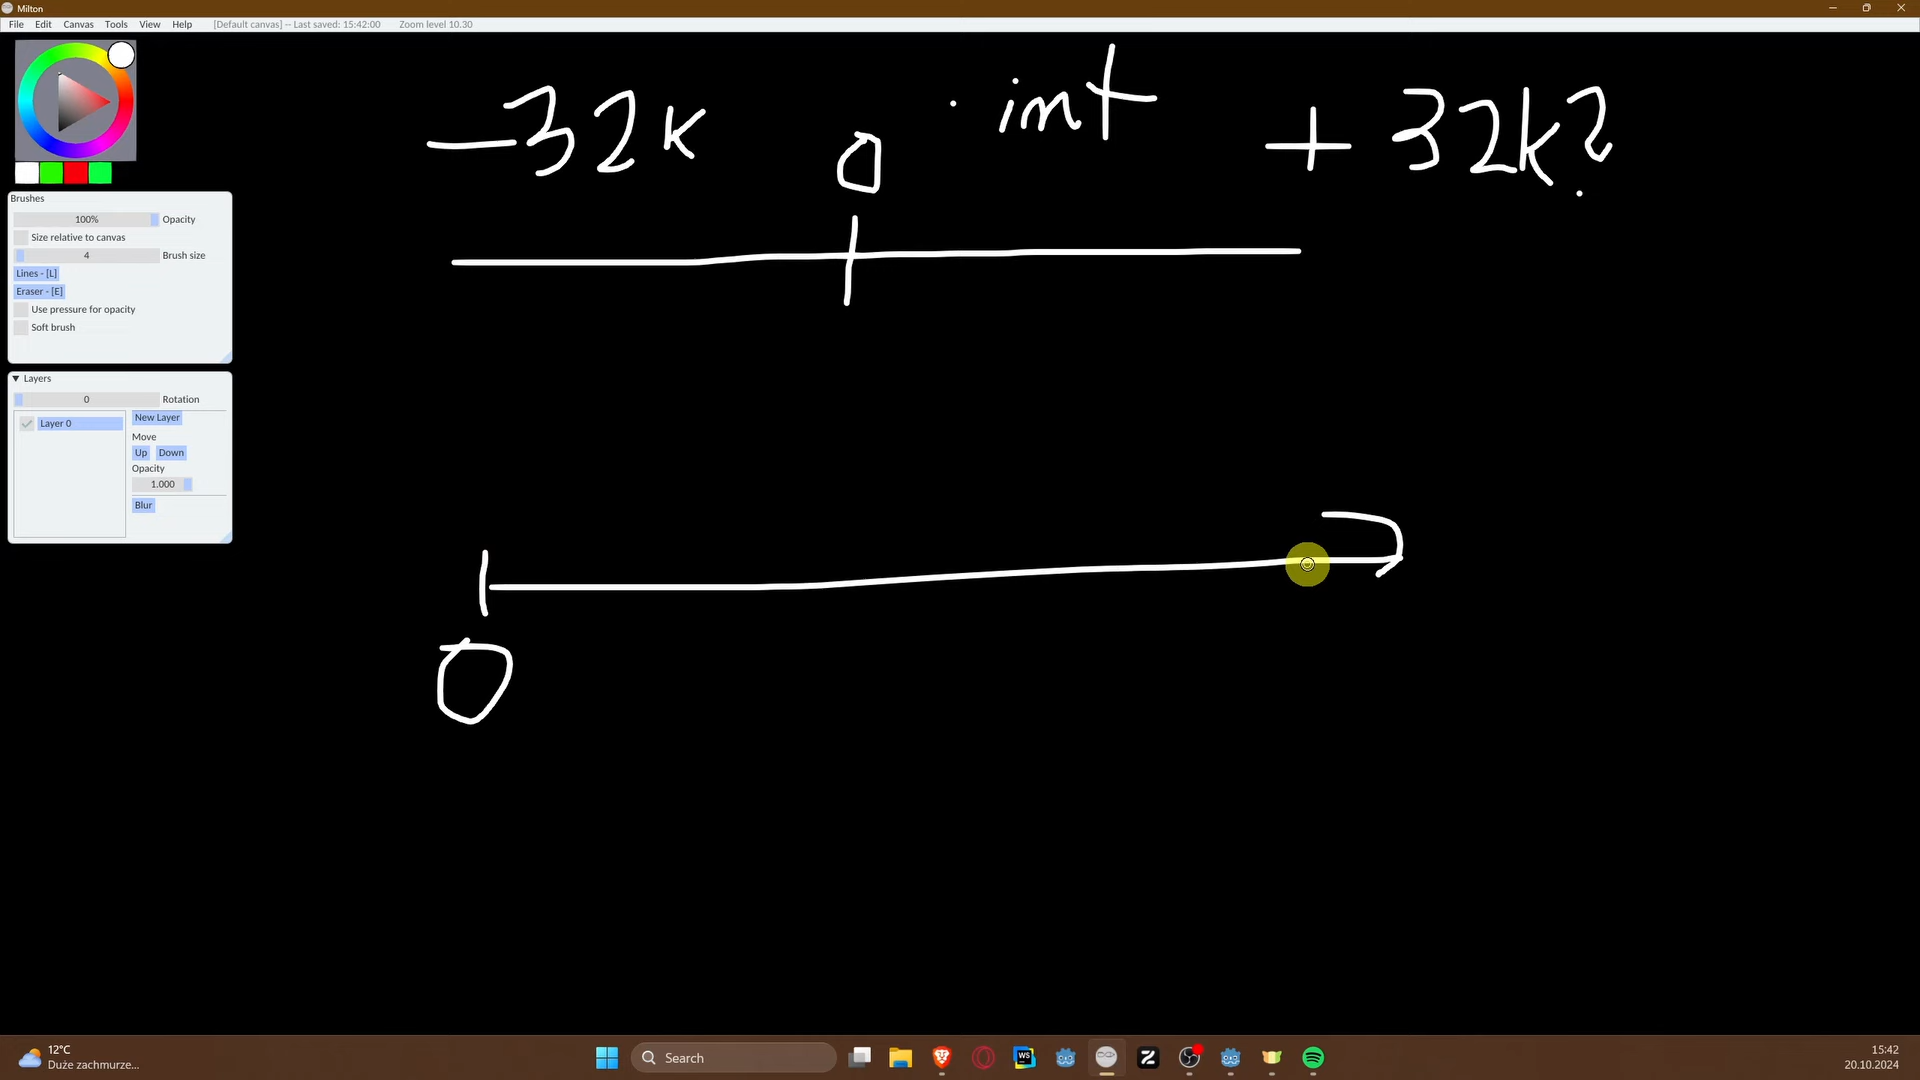 Milton
File Edit Canvas Tools View Help [Default canvas] -- Last saved: 15:42:00 Zoom level 10.30
-32k 0 int +32k?
Brushes
100% Opacity
Size relative to canvas
4 Brush size
Lines - [L]
Eraser - [E]
Use pressure for opacity
Soft brush
Layers
0 Rotation
Layer 0
New Layer
Move
Up Down
Opacity
1.000
Blur
0
12°C
Duże zachmurze...
Search
WS
15:42
20.10.2024